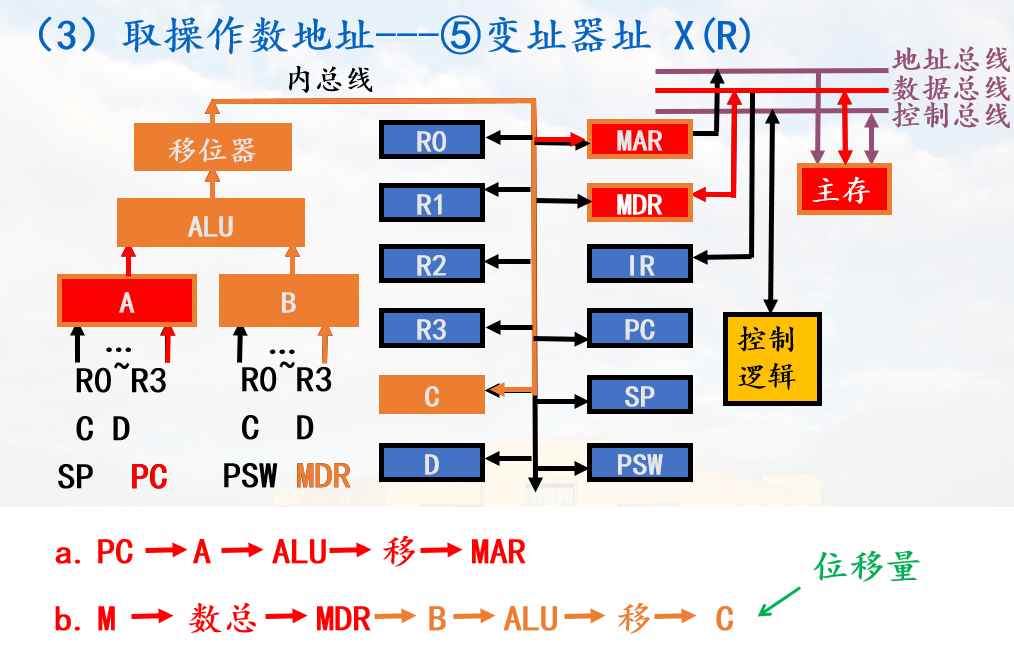 （3）取操作数地址---⑤变址器址 X(R)
内总线
地址总线
数据总线
控制总线
移位器
R0
MAR
主存
ALU
R1
MDR
R2
IR
A
B
R3
PC
控制
逻辑
... ...
R0~R3 R0~R3
C
SP
C D C D
SP PC PSW MDR
D
PSW
a. PC → A → ALU → 移 → MAR
位移量
b. M → 数总 → MDR → B → ALU → 移 → C